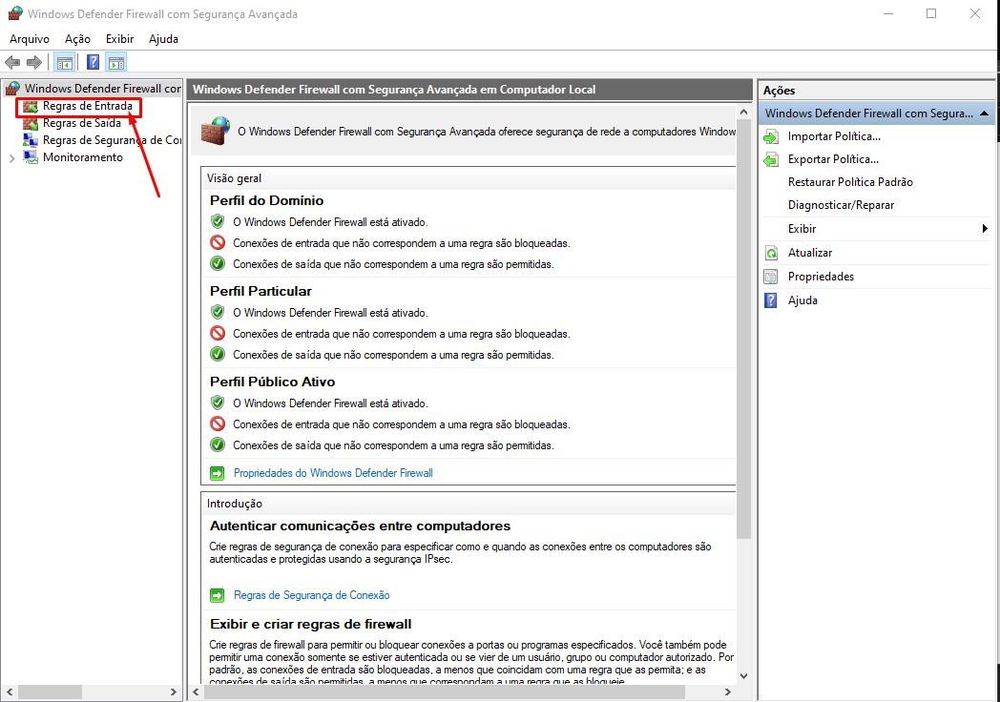 Windows Defender Firewall com Segurança Avançada
Arquivo Ação Exibir Ajuda
Windows Defender Firewall cor
Regras de Entrada
Regras de Saída
Regras de Segurança de Co
Monitoramento
Windows Defender Firewall com Segurança Avançada em Computador Local
O Windows Defender Firewall com Segurança Avançada oferece segurança de rede a computadores Window
Visão geral
Perfil do Domínio
O Windows Defender Firewall está ativado.
Conexões de entrada que não correspondem a uma regra são bloqueadas.
Conexões de saída que não correspondem a uma regra são permitidas.
Perfil Particular
O Windows Defender Firewall está ativado.
Conexões de entrada que não correspondem a uma regra são bloqueadas.
Conexões de saída que não correspondem a uma regra são permitidas.
Perfil Público Ativo
O Windows Defender Firewall está ativado.
Conexões de entrada que não correspondem a uma regra são bloqueadas.
Conexões de saída que não correspondem a uma regra são permitidas.
Propriedades do Windows Defender Firewall
Introdução
Autenticar comunicações entre computadores
Crie regras de segurança de conexão para especificar como e quando as conexões entre os computadores são
autenticadas e protegidas usando a segurança IPsec.
Regras de Segurança de Conexão
Exibir e criar regras de firewall
Crie regras de firewall para permitir ou bloquear conexões a portas ou programas especificados. Você também pode
permitir uma conexão somente se estiver autenticada ou se vier de um usuário, grupo ou computador autorizado. Por
padrão, as conexões de entrada são bloqueadas, a menos que coincidam com uma regra que as permita; e as
conexões de saída são permitidas, a menos que correspondam a uma regra que as bloqueie.
Ações
Windows Defender Firewall com Segura...
Importar Política...
Exportar Política...
Restaurar Política Padrão
Diagnosticar/Reparar
Exibir
Atualizar
Propriedades
Ajuda